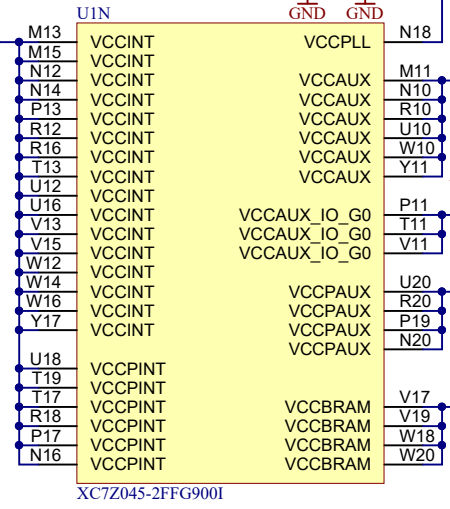 U1N GND GND
M13 VCCINT VCCPLL N18
M15 VCCINT
N12 VCCINT VCCAUX M11
N14 VCCINT VCCAUX N10
P13 VCCINT VCCAUX R10
R12 VCCINT VCCAUX U10
R16 VCCINT VCCAUX W10
T13 VCCINT VCCAUX Y11
U12 VCCINT
U16 VCCINT VCCAUX_IO_G0 P11
V13 VCCINT VCCAUX_IO_G0 T11
V15 VCCINT VCCAUX_IO_G0 V11
W12 VCCINT
W14 VCCINT VCCPAUX U20
W16 VCCINT VCCPAUX R20
Y17 VCCINT VCCPAUX P19
VCCPAUX N20
U18 VCCPINT
T19 VCCPINT
T17 VCCPINT VCCBRAM V17
R18 VCCPINT VCCBRAM V19
P17 VCCPINT VCCBRAM W18
N16 VCCPINT VCCBRAM W20
XC7Z045-2FFG900I